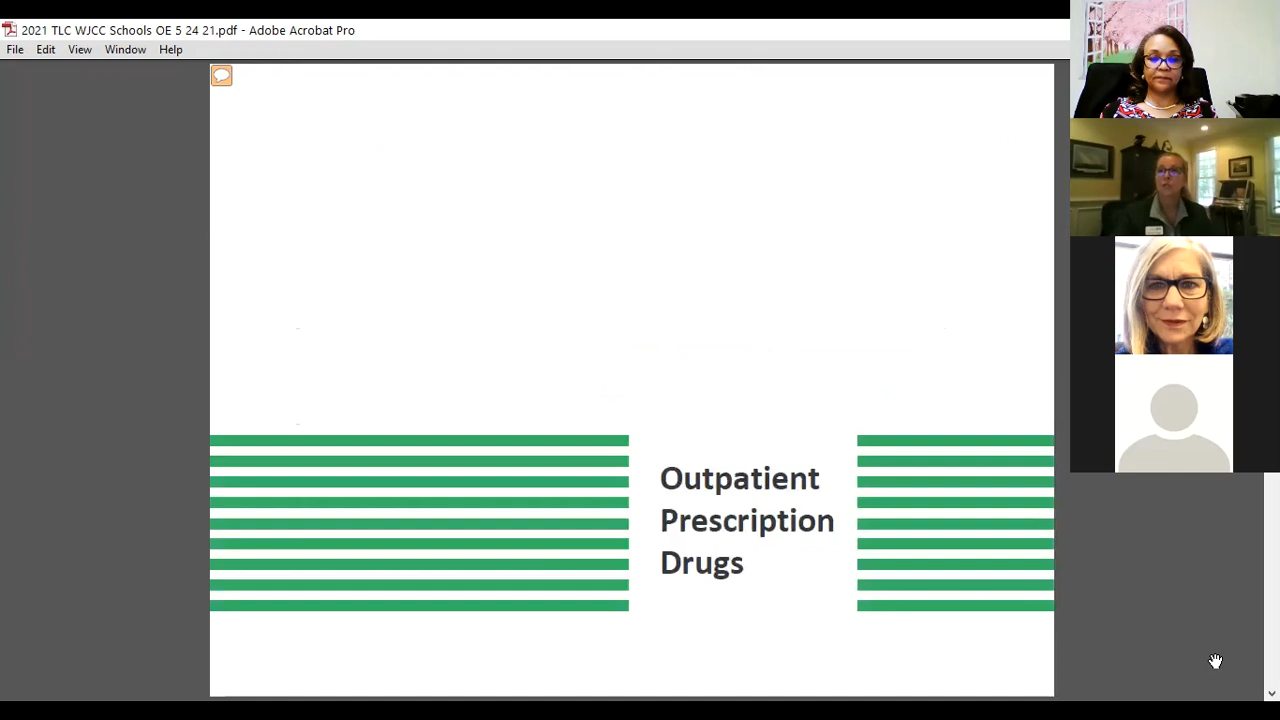 2021 TLC WJCC Schools OE 5 24 21.pdf - Adobe Acrobat Pro
File Edit View Window Help
Outpatient
Prescription
Drugs